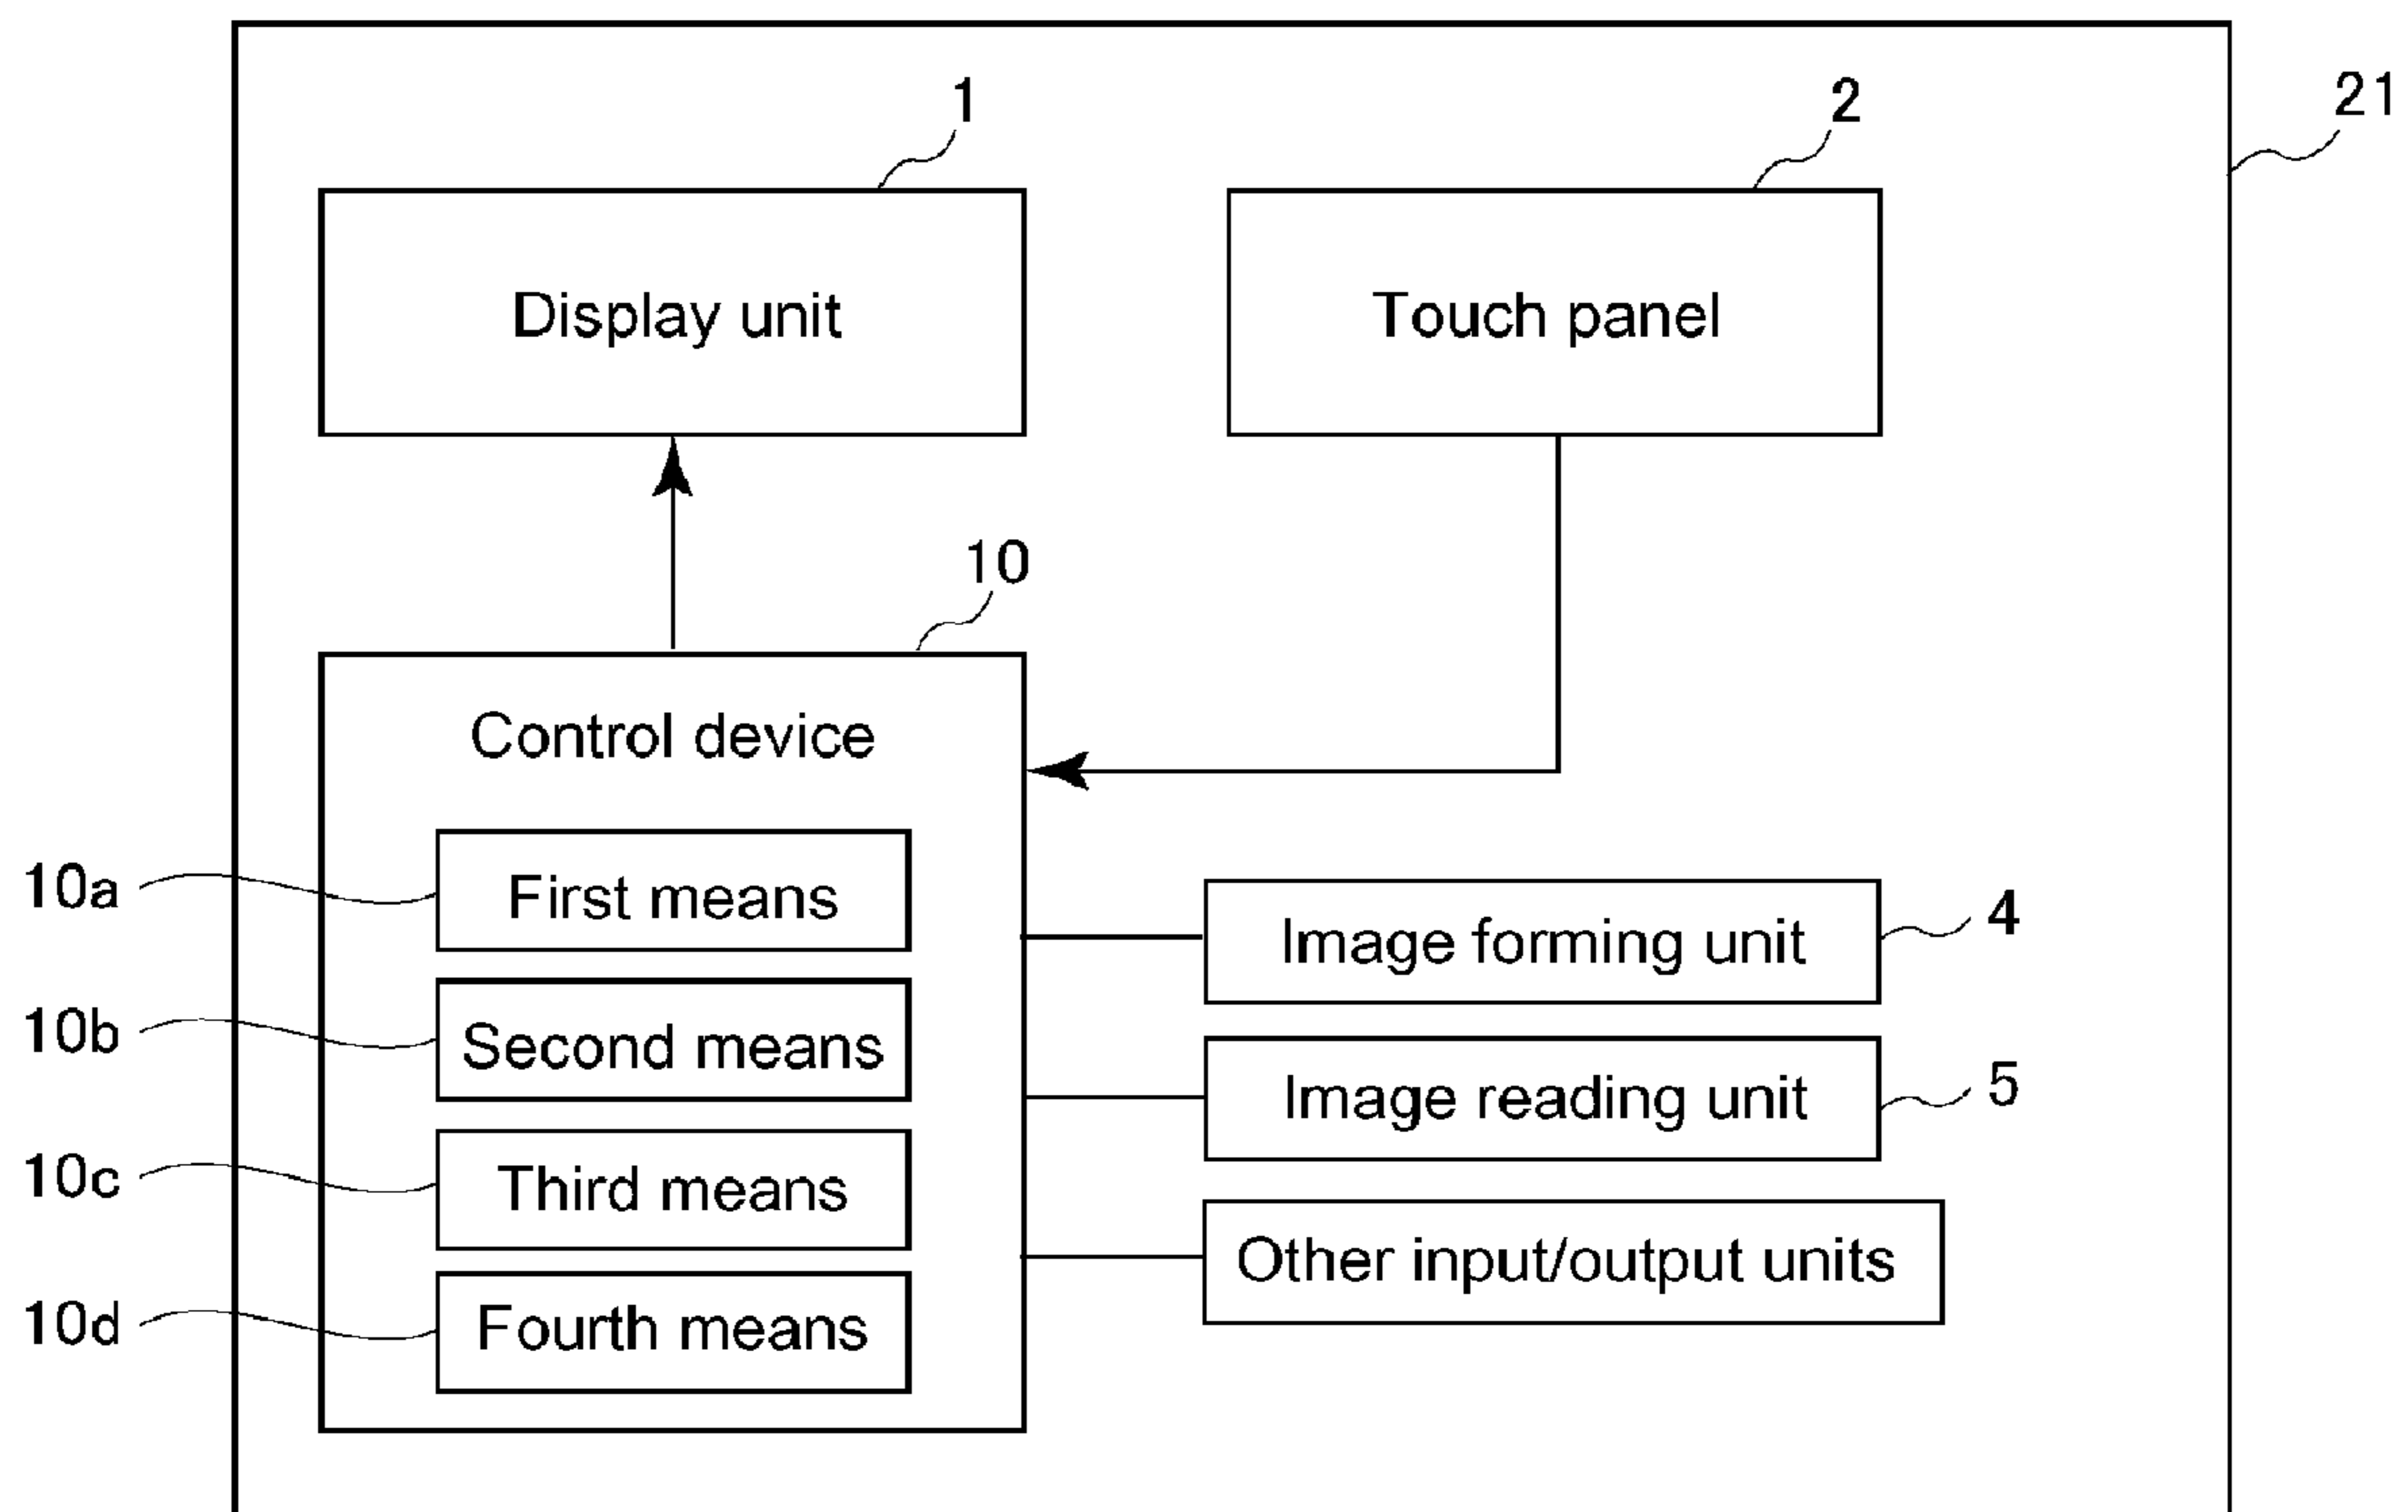 1
2
21
Display unit
Touch panel
10
Control device
10a
First means
4
Image forming unit
10b
Second means
5
Image reading unit
10c
Third means
Other input/output units
10d
Fourth means